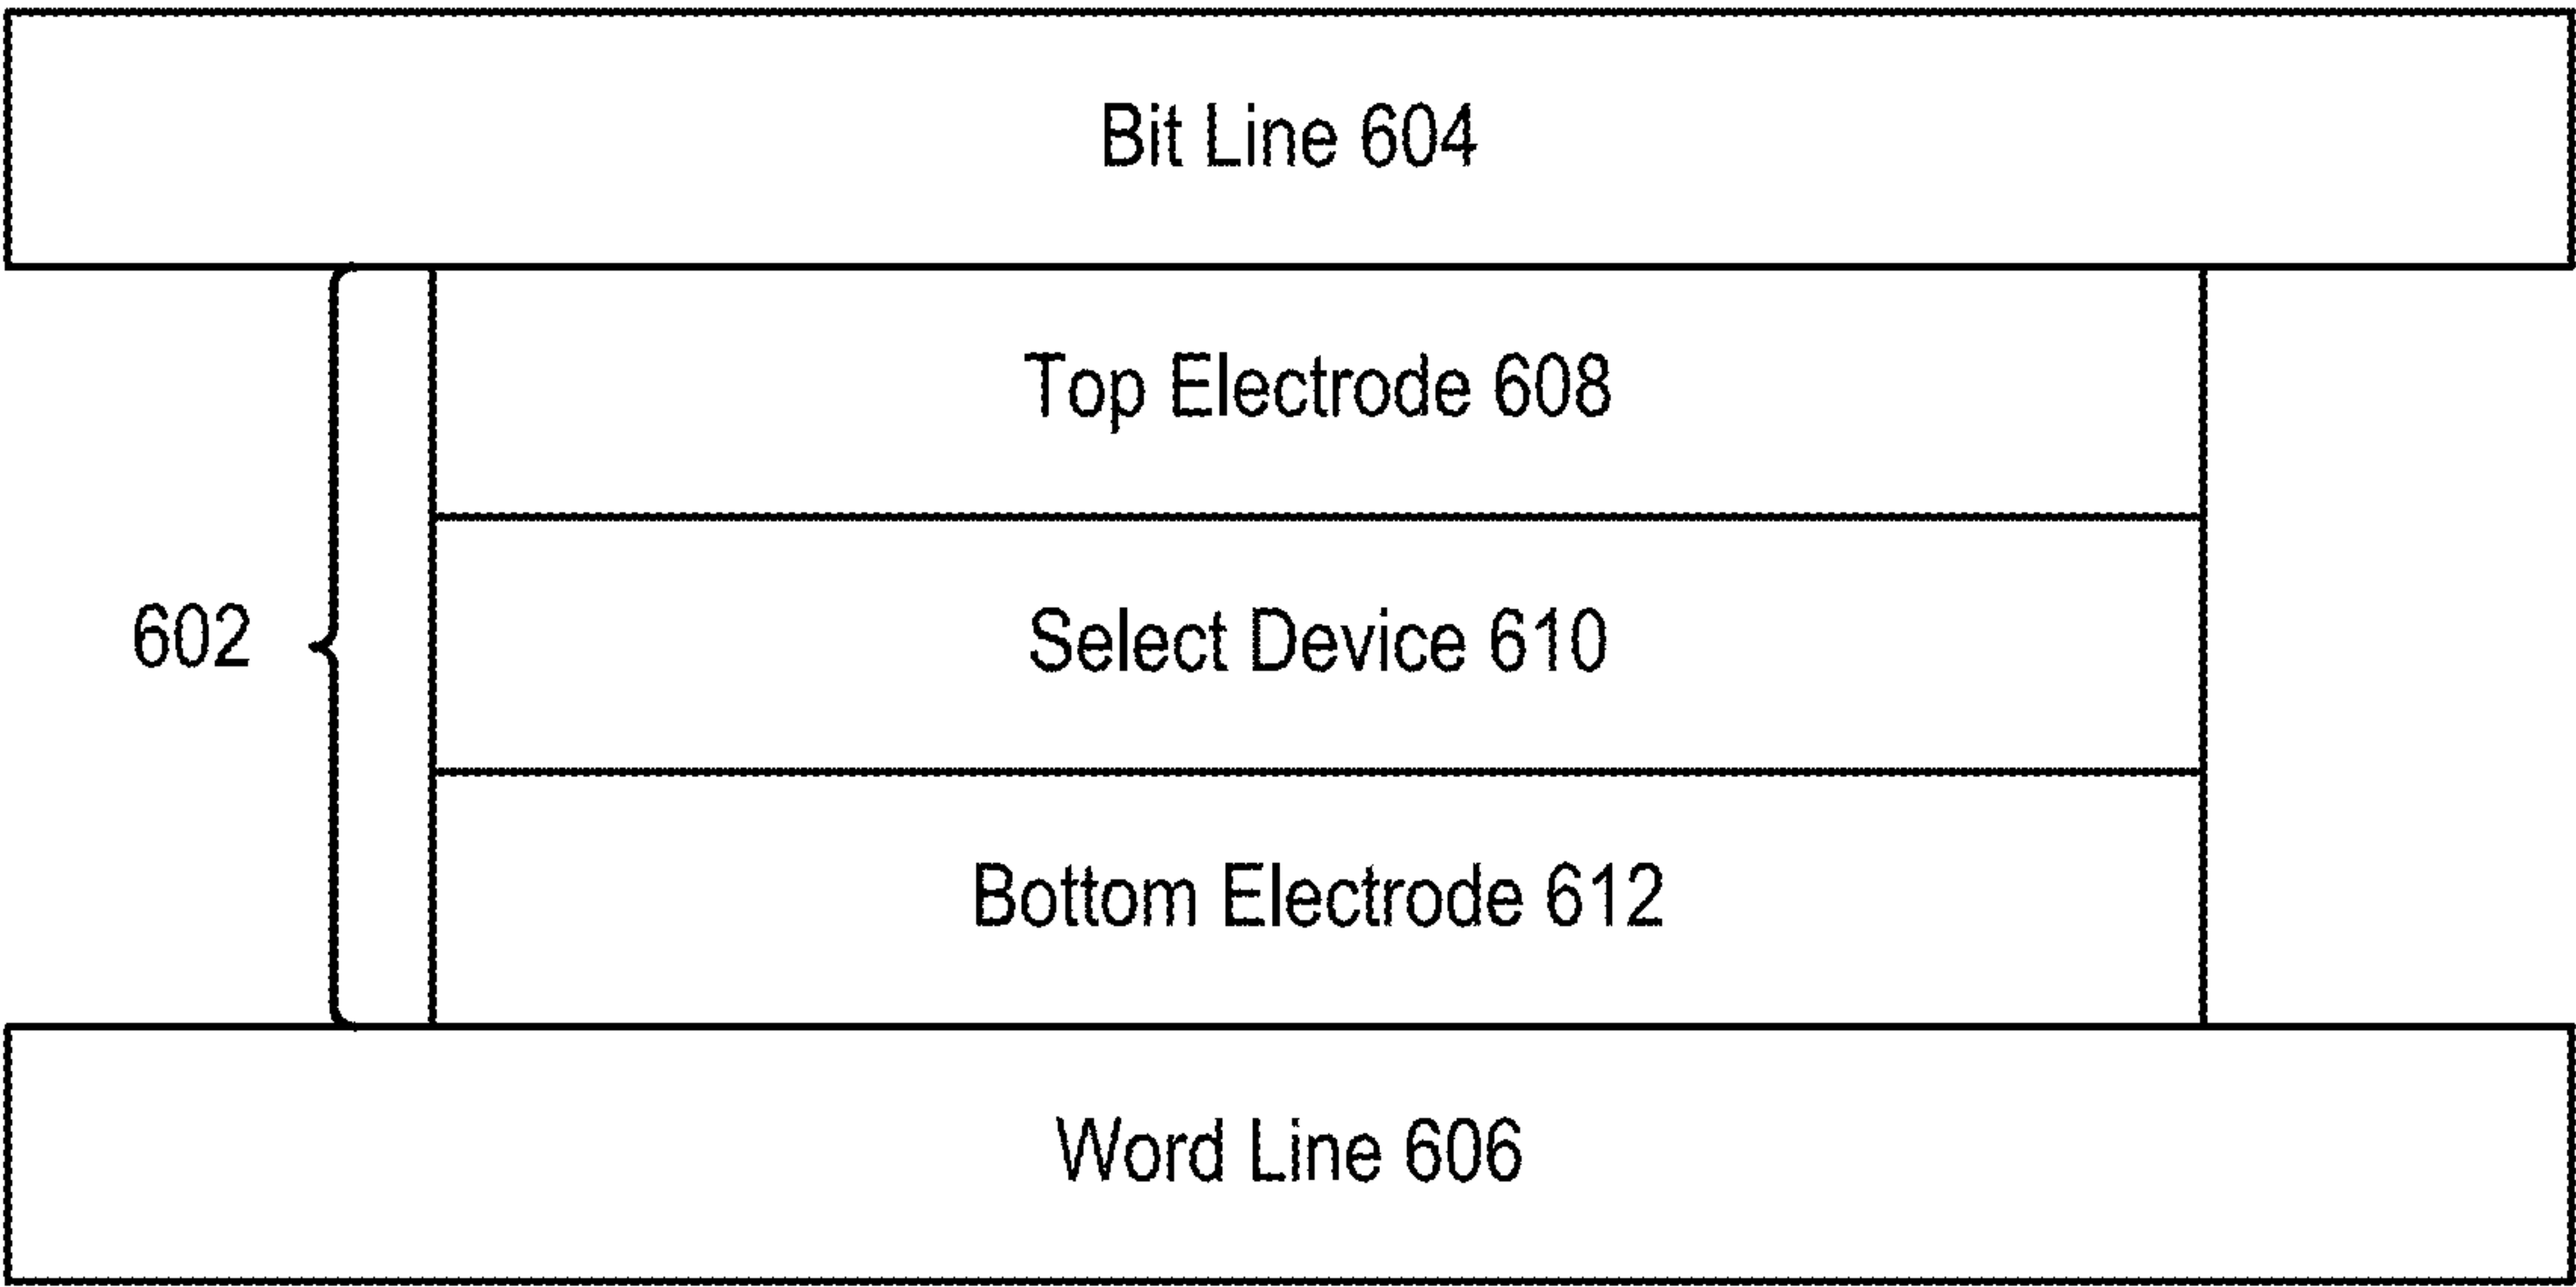 Bit Line 604
Top Electrode 608
602
Select Device 610
Bottom Electrode 612
Word Line 606